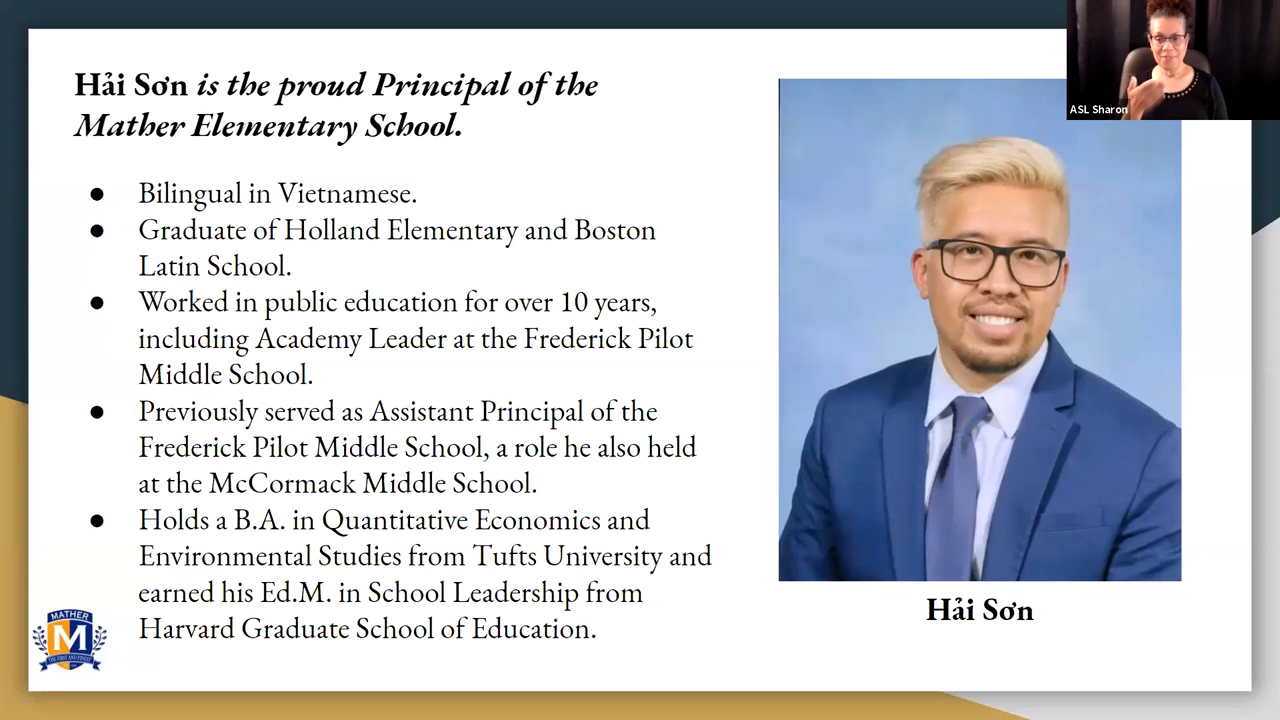 Hải Sơn is the proud Principal of the
Mather Elementary School.
ASL Sharon
● Bilingual in Vietnamese.
● Graduate of Holland Elementary and Boston
Latin School.
● Worked in public education for over 10 years,
including Academy Leader at the Frederick Pilot
Middle School.
● Previously served as Assistant Principal of the
Frederick Pilot Middle School, a role he also held
at the McCormack Middle School.
● Holds a B.A. in Quantitative Economics and
Environmental Studies from Tufts University and
earned his Ed.M. in School Leadership from
Harvard Graduate School of Education.
Hải Sơn
MATHER
M
THE FIRST AND FINEST